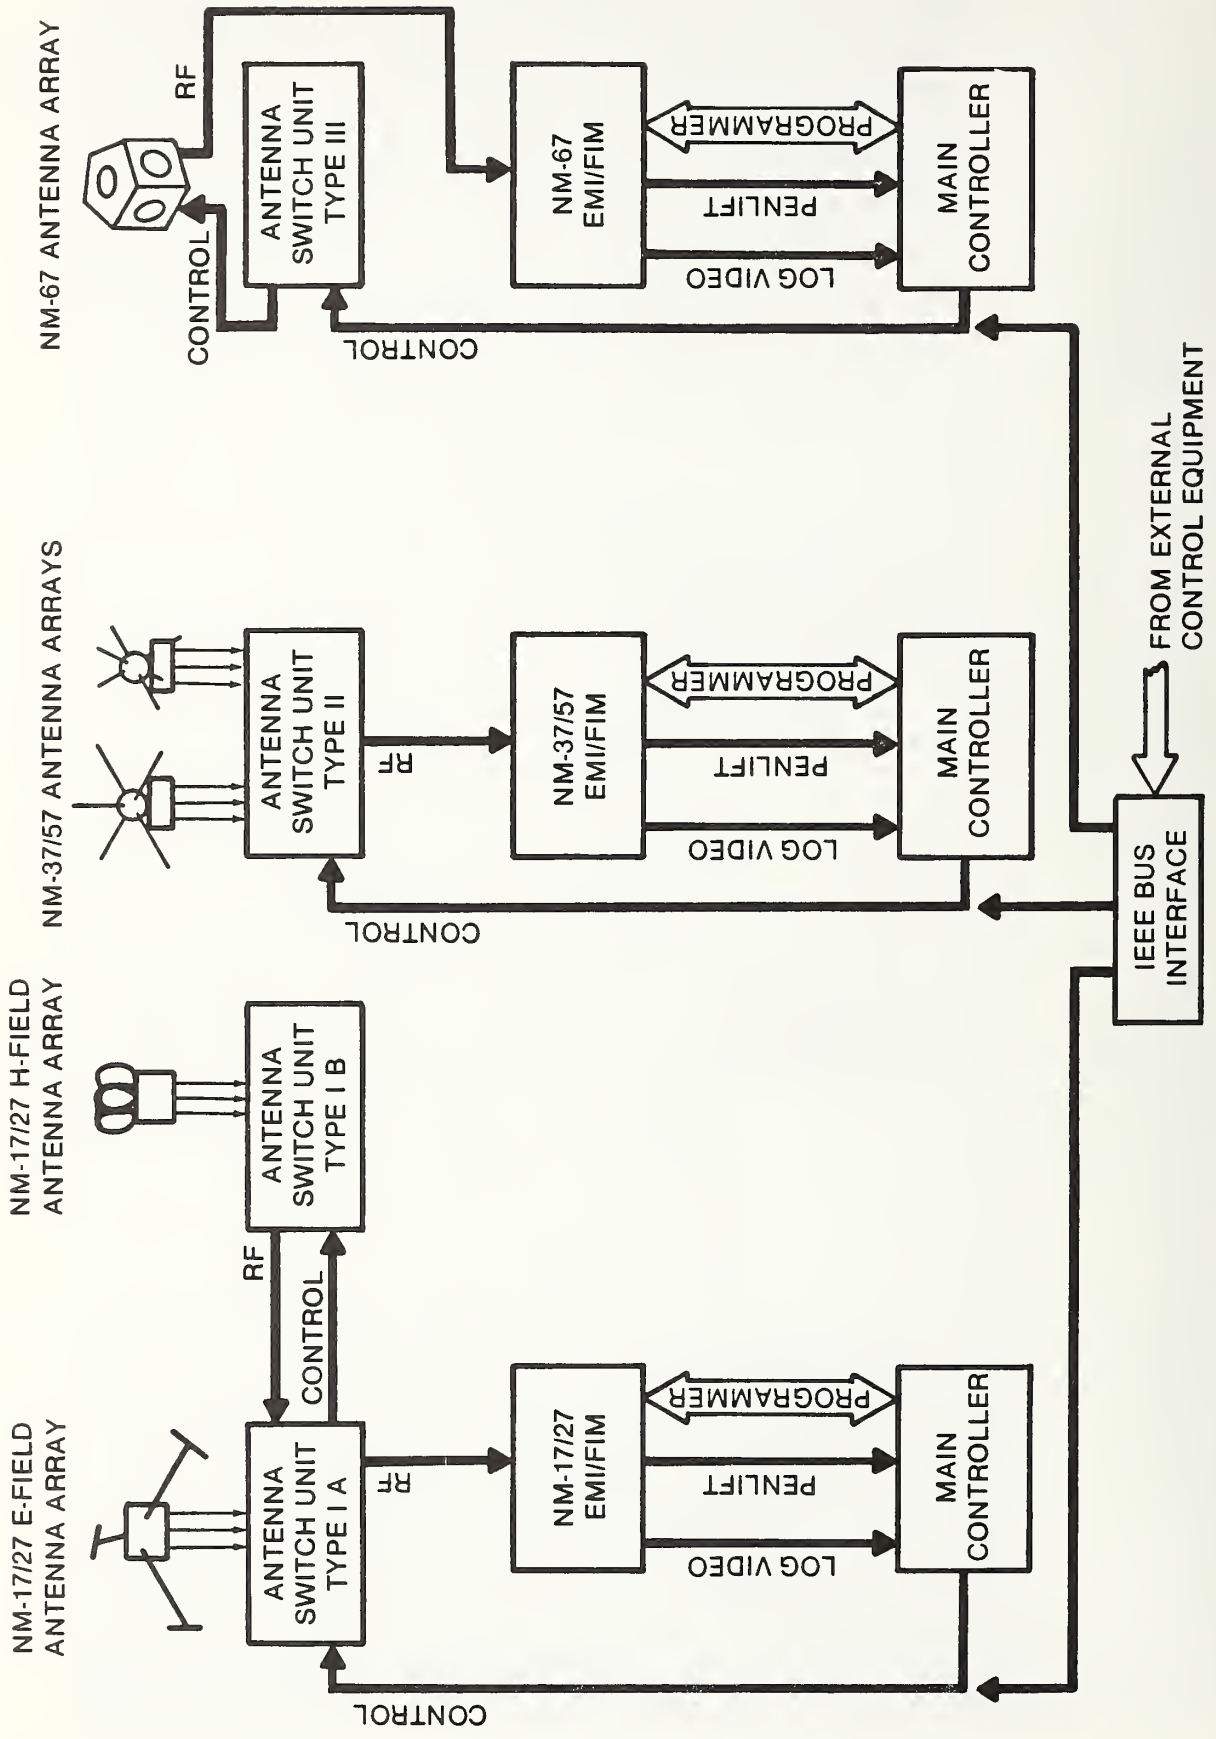 NM-17/27 E-FIELD
ANTENNA ARRAY
NM-17/27 H-FIELD
ANTENNA ARRAY
NM-37/57 ANTENNA ARRAYS
NM-67 ANTENNA ARRAY
ANTENNA
SWITCH UNIT
TYPE I A
RF
CONTROL
ANTENNA
SWITCH UNIT
TYPE I B
ANTENNA
SWITCH UNIT
TYPE II
CONTROL
RF
ANTENNA
SWITCH UNIT
TYPE III
CONTROL
RF
NM-17/27
EMI/FIM
CONTROL
RF
NM-37/57
EMI/FIM
CONTROL
NM-67
EMI/FIM
LOG VIDEO
PENLIFT
PROGRAMMER
LOG VIDEO
PENLIFT
PROGRAMMER
LOG VIDEO
PENLIFT
PROGRAMMER
MAIN
CONTROLLER
MAIN
CONTROLLER
MAIN
CONTROLLER
IEEE BUS
INTERFACE
FROM EXTERNAL
CONTROL EQUIPMENT